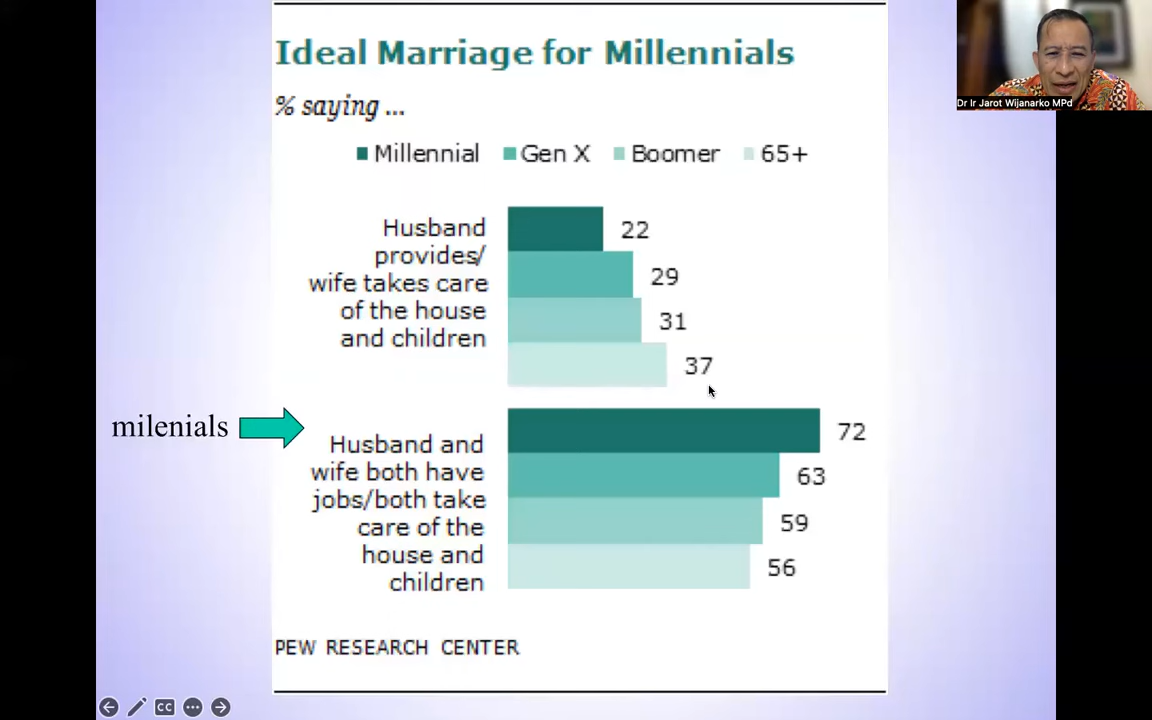 Ideal Marriage for Millennials
% saying ...
Millennial Gen X Boomer 65+
Husband
provides/
wife takes care
of the house
and children
22
29
31
37
milenials
Husband and
wife both have
jobs/both take
care of the
house and
children
72
63
59
56
PEW RESEARCH CENTER
Dr Ir Jarot Wijanarko MPd
CC